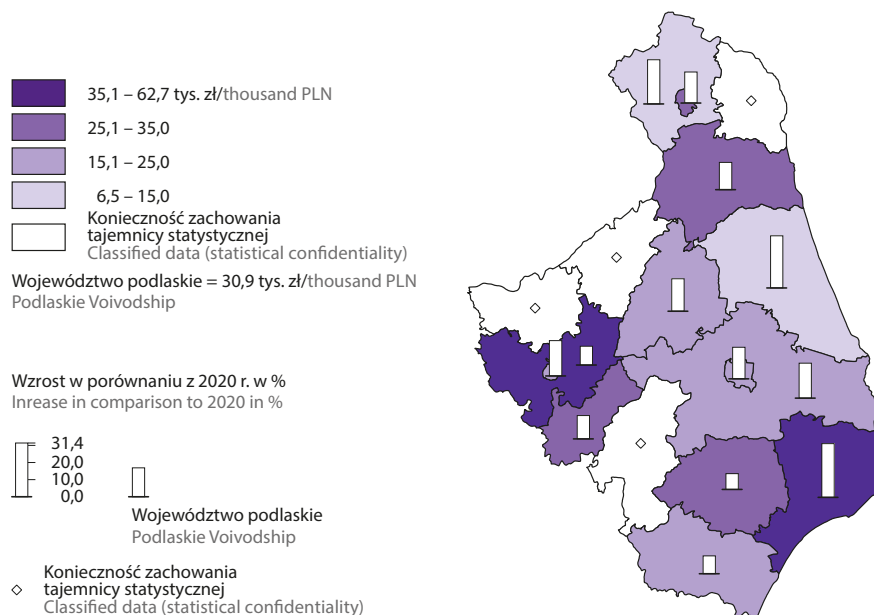 35,1 – 62,7 tys. zł/thousand PLN
25,1 – 35,0
15,1 – 25,0
6,5 – 15,0
Konieczność zachowania
tajemnicy statystycznej
Classified data (statistical confidentiality)
Województwo podlaskie = 30,9 tys. zł/thousand PLN
Podlaskie Voivodship
Wzrost w porównaniu z 2020 r. w %
Inrease in comparison to 2020 in %
31,4
20,0
10,0
0,0
Województwo podlaskie
Podlaskie Voivodship
Konieczność zachowania
tajemnicy statystycznej
Classified data (statistical confidentiality)